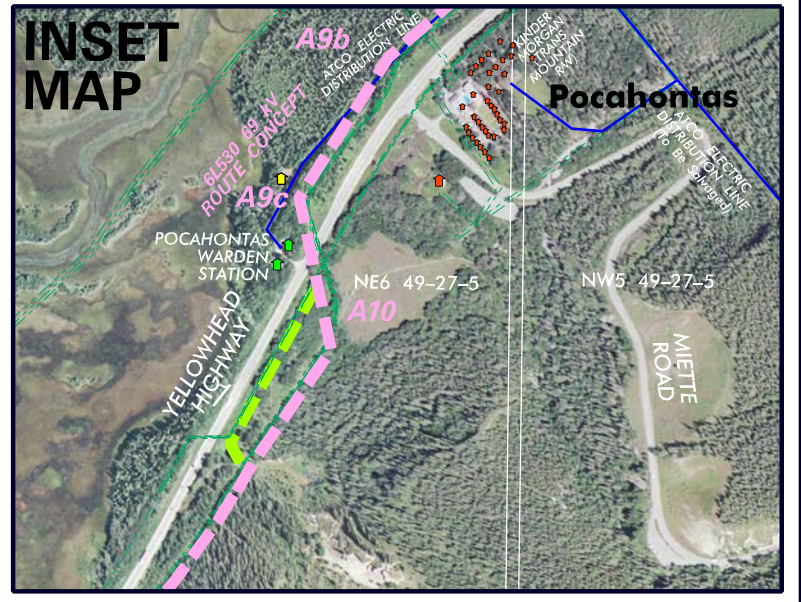 INSET
MAP
A9b
ATCO ELECTRIC
DISTRIBUTION LINE
KINDER
MORGAN
TRANS
MOUNTAIN
R/W)
Pocahontas
6L530 69 kV
ROUTE CONCEPT
ATCO ELECTRIC
DISTRIBUTION LINE
(To Be Salvaged)
A9c
POCAHONTAS
WARDEN
STATION
NE6 49–27–5
NW5 49–27–5
A10
YELLOWHEAD
HIGHWAY
MIETTE
ROAD